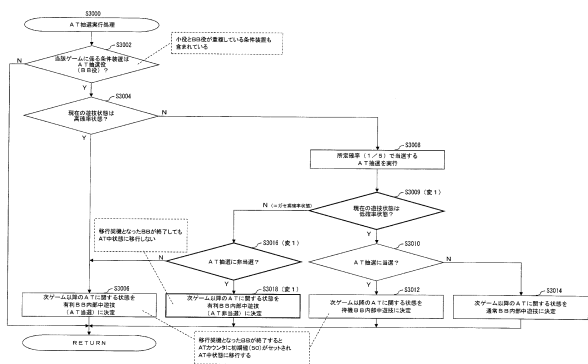 S3000
AT抽選実行処理
S3002
当該ゲームに係る条件装置は
AT抽選役
(BB役)?
小役とBB役が重複している条件装置も
含まれている
N
Y
S3004
現在の遊技状態は
高確率状態?
N
Y
S3008
所定確率(1/5)で当選する
AT抽選を実行
S3009(変1)
現在の遊技状態は
低確率状態?
N(=ガセ高確率状態)
Y
移行契機となったBBが終了しても
AT中状態に移行しない
S3016(変1)
AT抽選に非当選?
N
Y
S3010
AT抽選に当選?
N
Y
S3006
次ゲーム以降のATに関する状態を
有利BB内部中遊技
(AT当選)に決定
S3018(変1)
次ゲーム以降のATに関する状態を
有利BB内部中遊技
(AT非当選)に決定
S3012
次ゲーム以降のATに関する状態を
待機BB内部中遊技に決定
S3014
次ゲーム以降のATに関する状態を
通常BB内部中遊技に決定
移行契機となったBBが終了すると
ATカウンタに初期値(50)がセットされ
AT中状態に移行する
RETURN